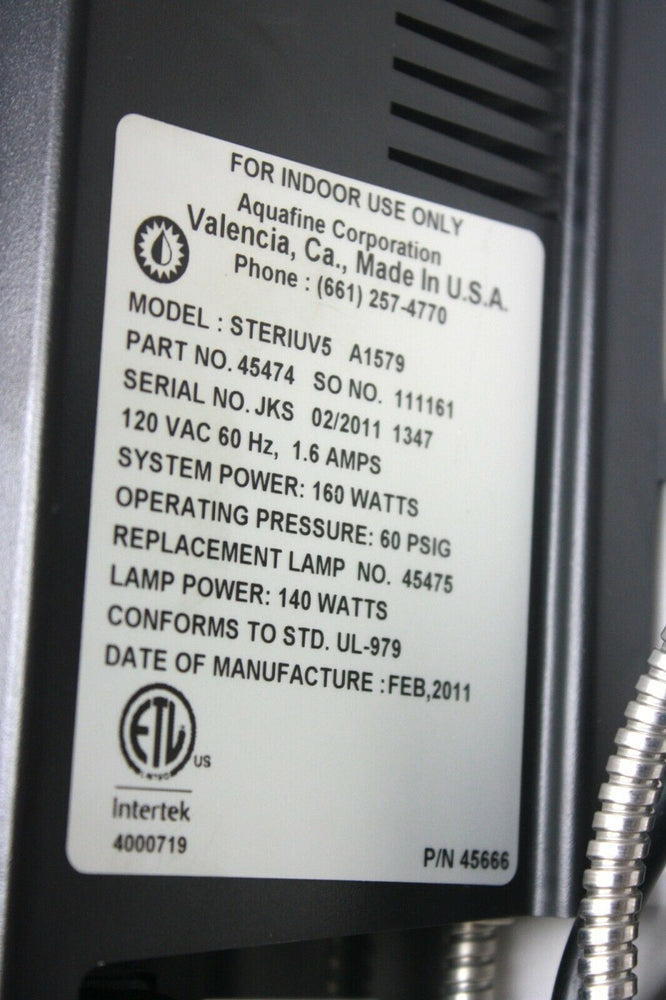 FOR INDOOR USE ONLY
Aquafine Corporation
Valencia, Ca., Made In U.S.A.
Phone : (661) 257-4770
MODEL : STERIUV5 A1579
PART NO. 45474 SO NO. 111161
SERIAL NO. JKS 02/2011 1347
120 VAC 60 Hz, 1.6 AMPS
SYSTEM POWER: 160 WATTS
OPERATING PRESSURE: 60 PSIG
REPLACEMENT LAMP NO. 45475
LAMP POWER: 140 WATTS
CONFORMS TO STD. UL-979
DATE OF MANUFACTURE :FEB,2011
ETL
LISTED
US
Intertek
4000719
P/N 45666